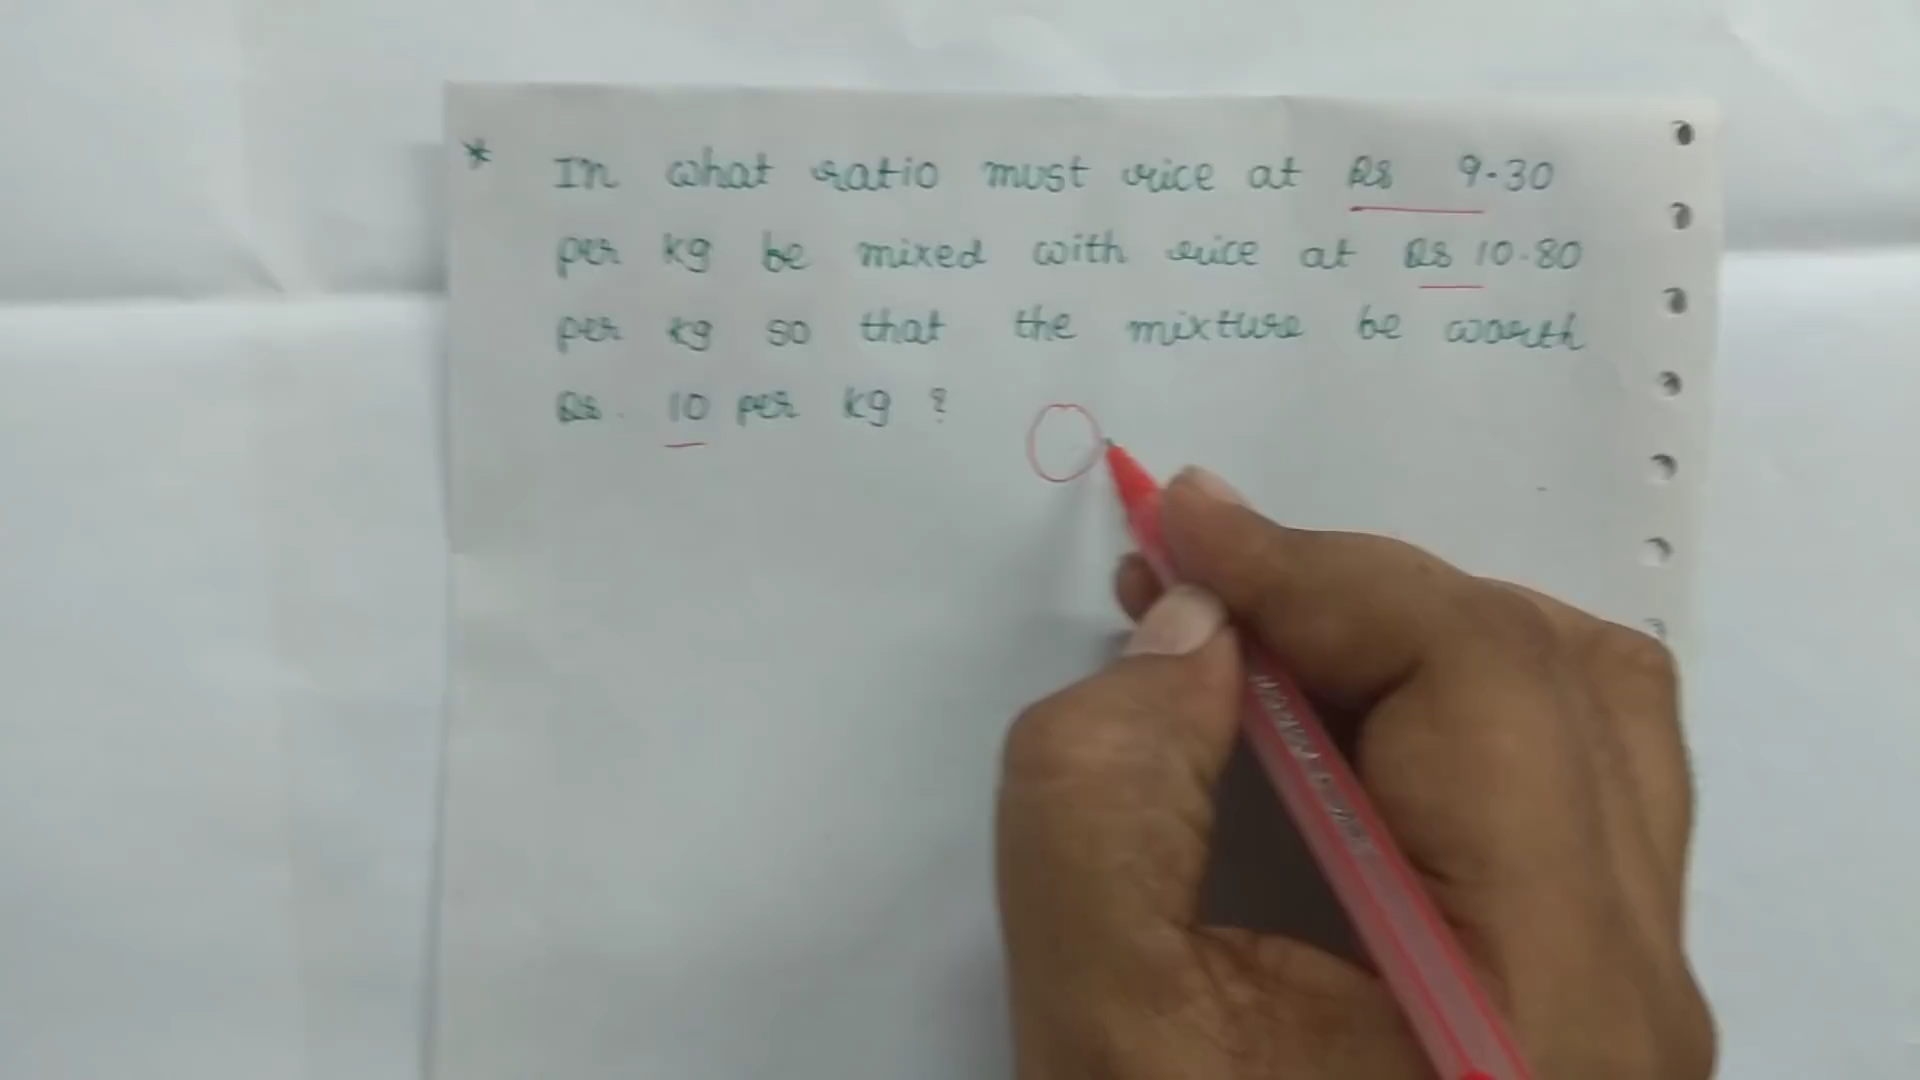 * In what ratio must rice at Rs 9.30
per kg be mixed with rice at Rs 10.80
per kg so that the mixture be worth
Rs. 10 per kg ?